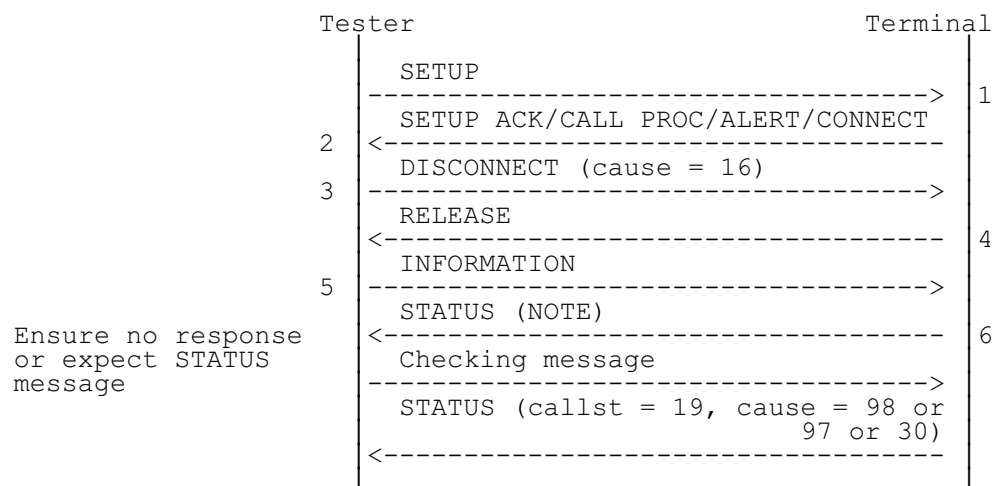 Tester Terminal
SETUP
1
SETUP ACK/CALL PROC/ALERT/CONNECT
2
DISCONNECT (cause = 16)
3
RELEASE
4
INFORMATION
5
STATUS (NOTE)
Ensure no response 6
or expect STATUS Checking message
message
STATUS (callst = 19, cause = 98 or
97 or 30)